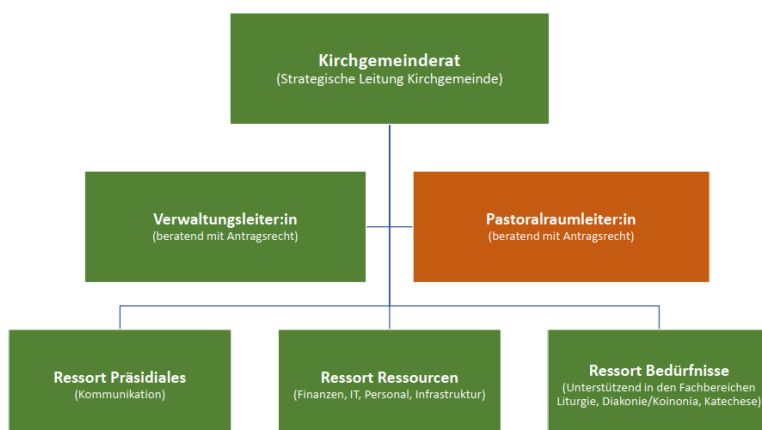 Kirchgemeinderat
(Strategische Leitung Kirchgemeinde)
Verwaltungsleiter:in
(beratend mit Antragsrecht)
Pastoralraumleiter:in
(beratend mit Antragsrecht)
Ressort Präsidiales
(Kommunikation)
Ressort Ressourcen
(Finanzen, IT, Personal, Infrastruktur)
Ressort Bedürfnisse
(Unterstützend in den Fachbereichen
Liturgie, Diakonie/Koinonia, Katechese)